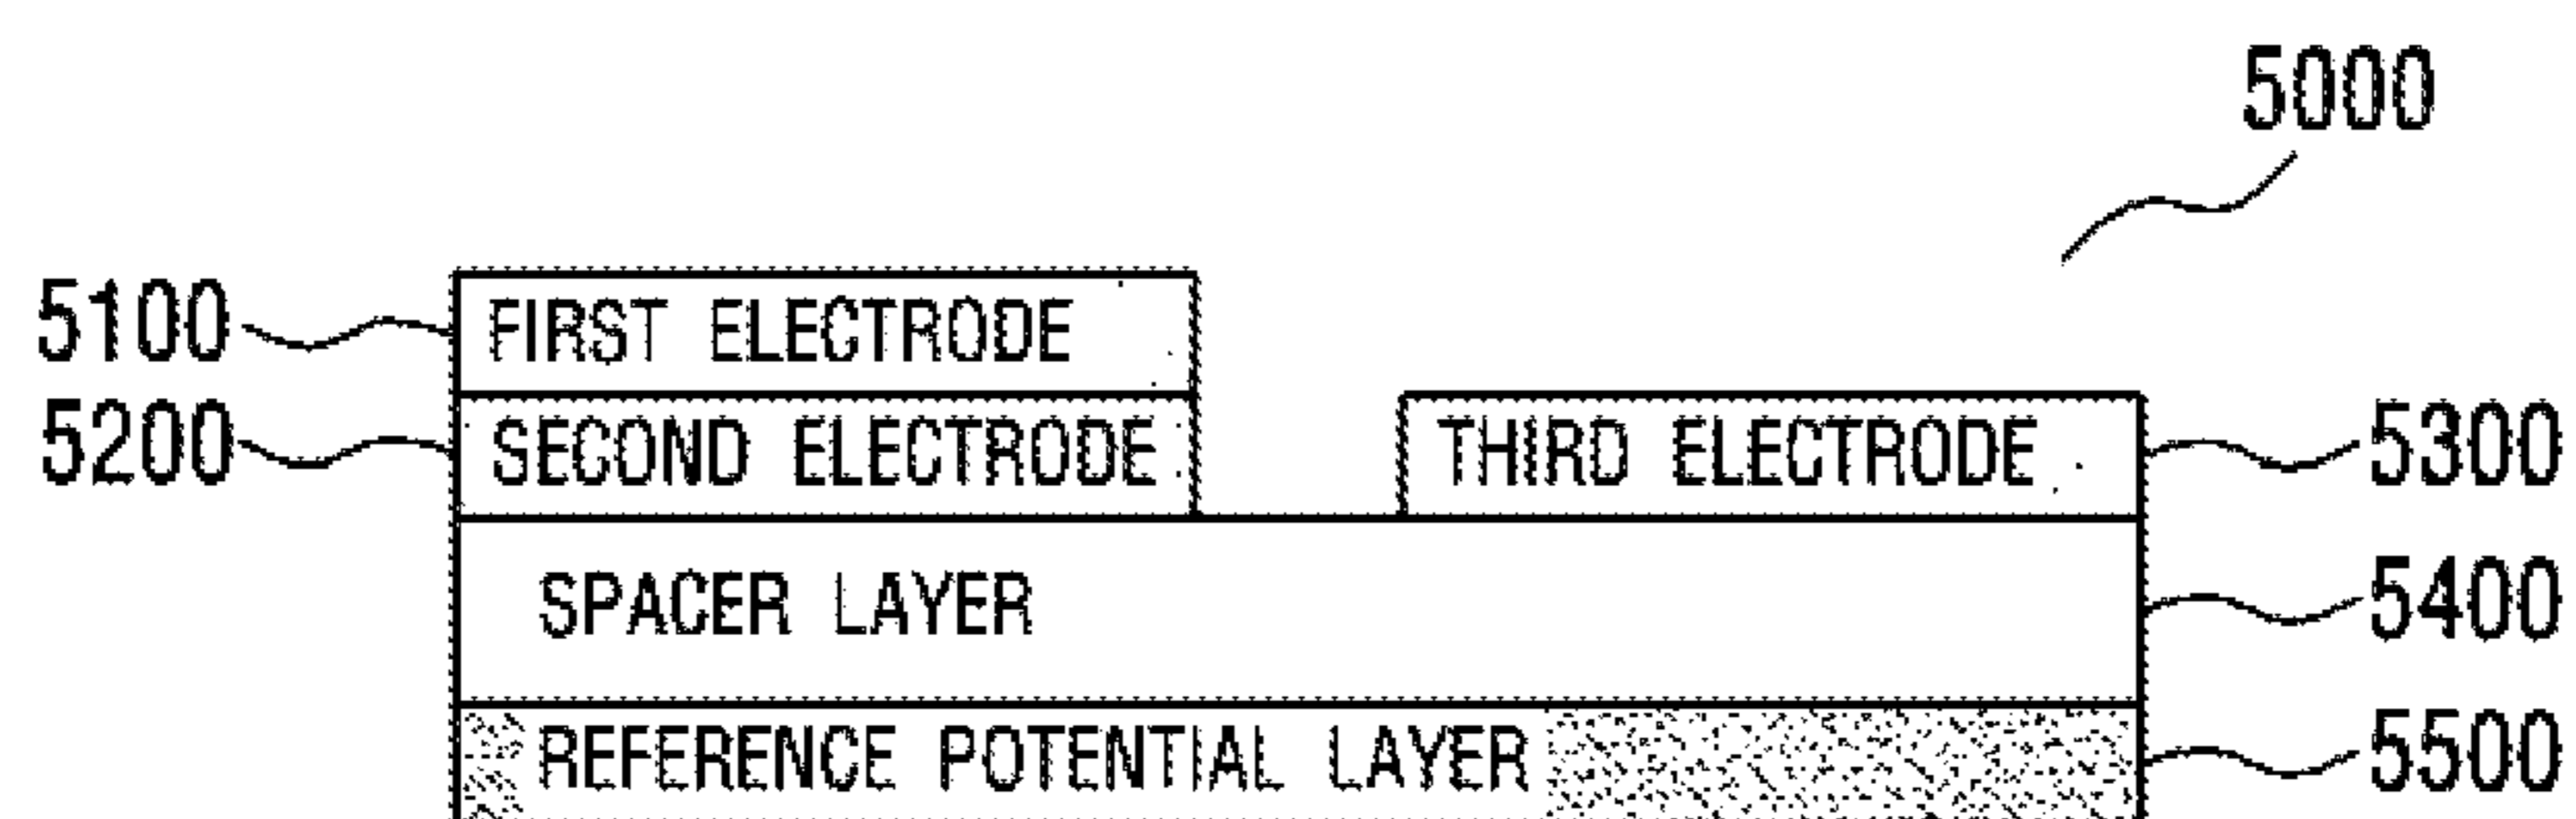 5000
5100 FIRST ELECTRODE
5200 SECOND ELECTRODE THIRD ELECTRODE 5300
SPACER LAYER 5400
REFERENCE POTENTIAL LAYER 5500